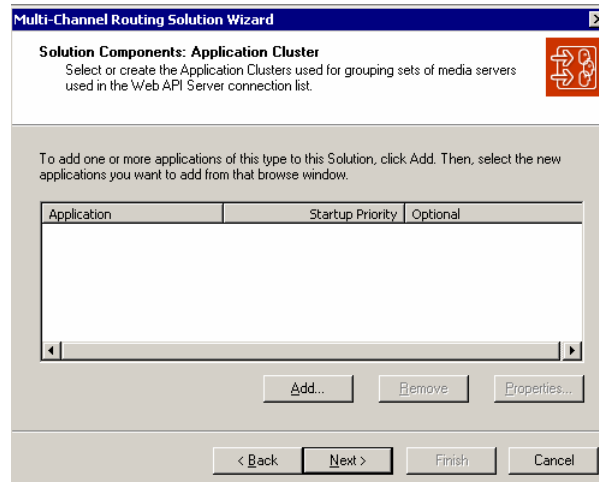 Multi-Channel Routing Solution Wizard
Solution Components: Application Cluster
Select or create the Application Clusters used for grouping sets of media servers
used in the Web API Server connection list.
To add one or more applications of this type to this Solution, click Add. Then, select the new
applications you want to add from that browse window.
Application Startup Priority Optional
Add... Remove Properties...
< Back Next > Finish Cancel